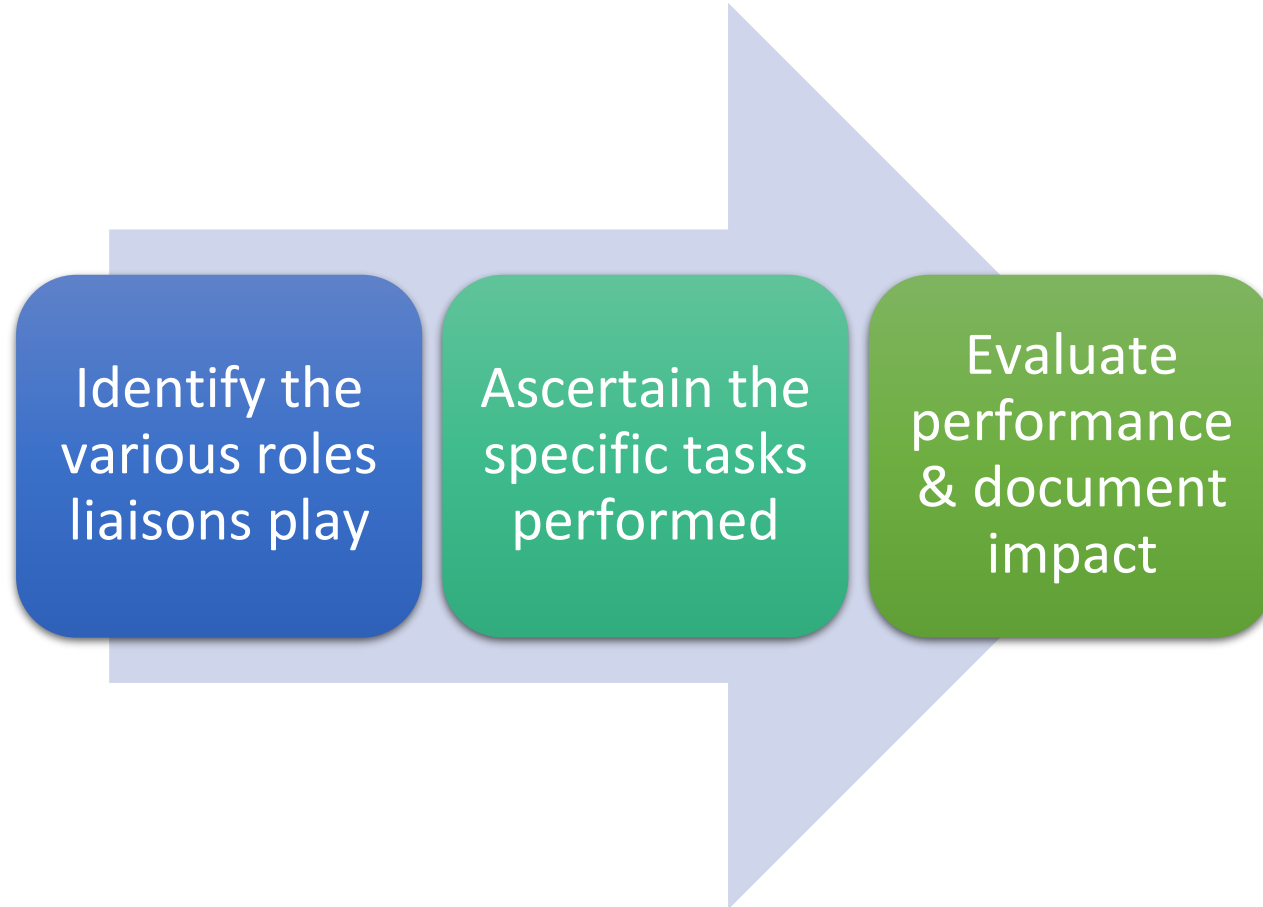 Identify the
various roles
liaisons play
Ascertain the
specific tasks
performed
Evaluate
performance
& document
impact